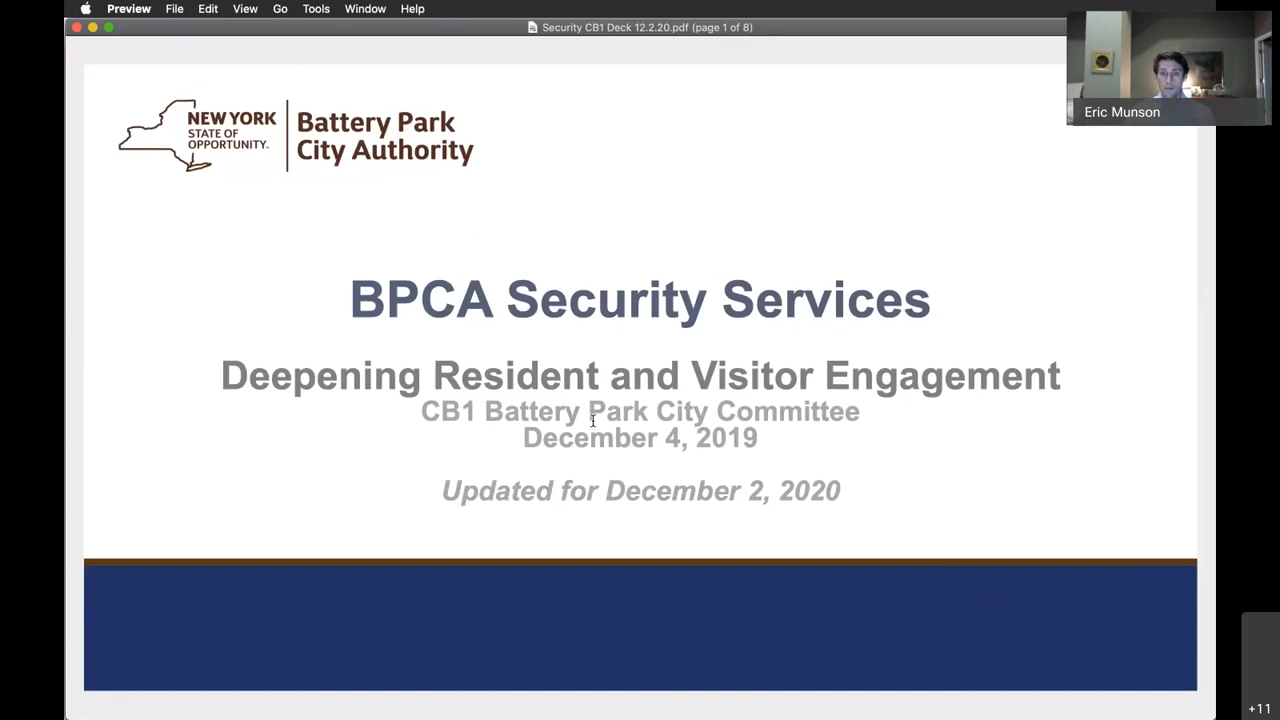 Preview File Edit View Go Tools Window Help
Security CB1 Deck 12.2.20.pdf (page 1 of 8)
Eric Munson
NEW YORK
STATE OF
OPPORTUNITY.
Battery Park
City Authority
BPCA Security Services
Deepening Resident and Visitor Engagement
CB1 Battery Park City Committee
December 4, 2019
Updated for December 2, 2020
+11